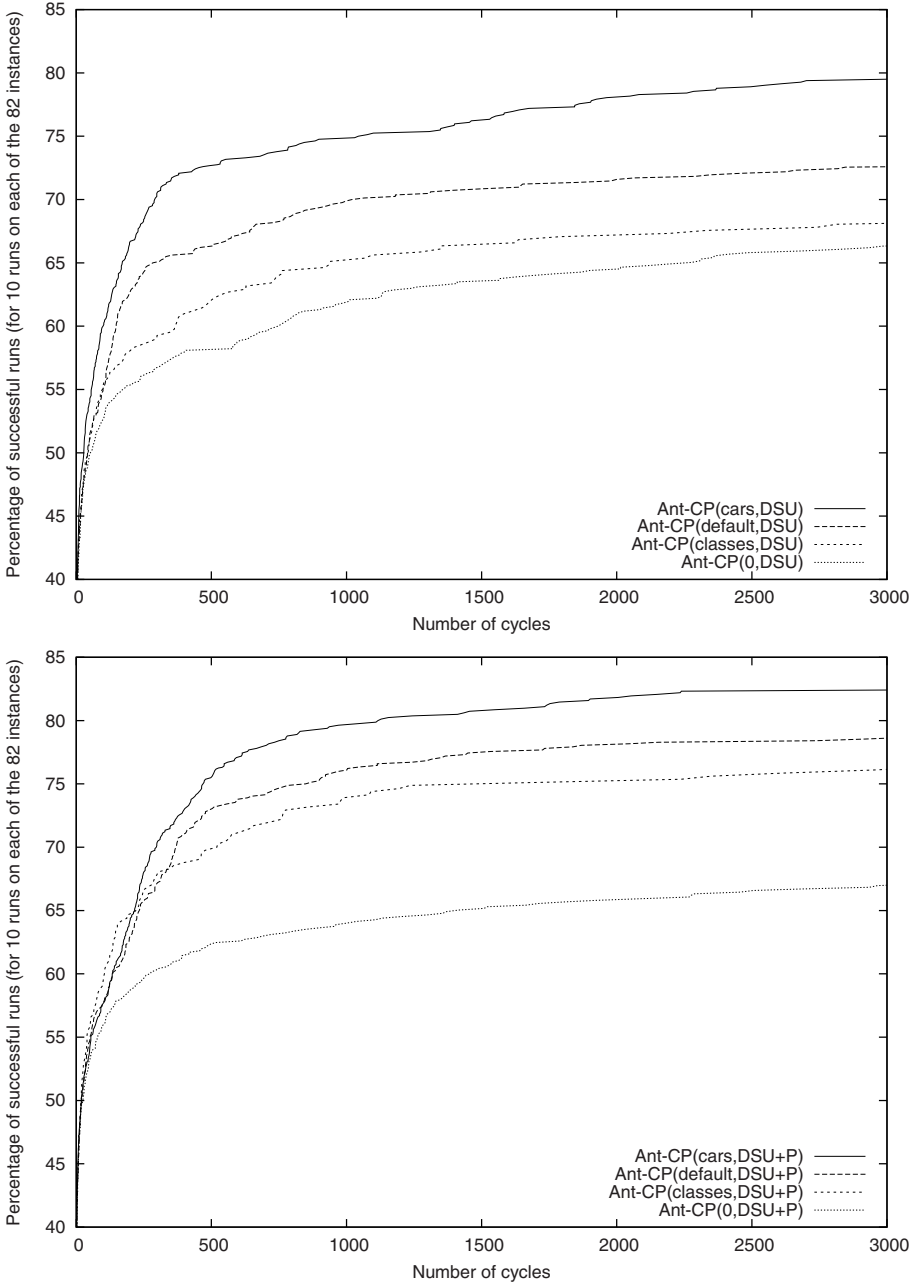 Percentage of successful runs (for 10 runs on each of the 82 instances)
85
80
75
70
65
60
55
50
45
40
0 500 1000 1500 2000 2500 3000
Number of cycles
Ant-CP(cars,DSU)
Ant-CP(default,DSU)
Ant-CP(classes,DSU)
Ant-CP(0,DSU)
Percentage of successful runs (for 10 runs on each of the 82 instances)
85
80
75
70
65
60
55
50
45
40
0 500 1000 1500 2000 2500 3000
Number of cycles
Ant-CP(cars,DSU+P)
Ant-CP(default,DSU+P)
Ant-CP(classes,DSU+P)
Ant-CP(0,DSU+P)